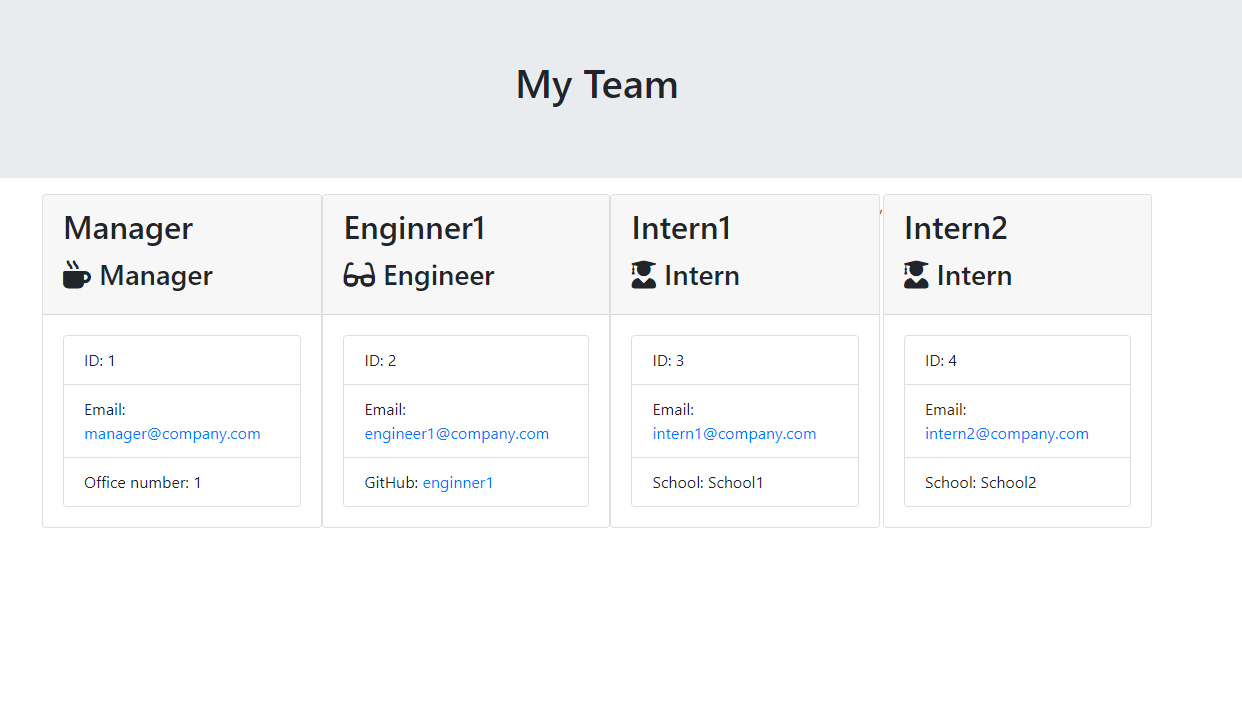 My Team
Manager
Manager
ID: 1
Email:
manager@company.com
Office number: 1
Enginner1
Engineer
ID: 2
Email:
engineer1@company.com
GitHub: enginner1
Intern1
Intern
ID: 3
Email:
intern1@company.com
School: School1
,
Intern2
Intern
ID: 4
Email:
intern2@company.com
School: School2